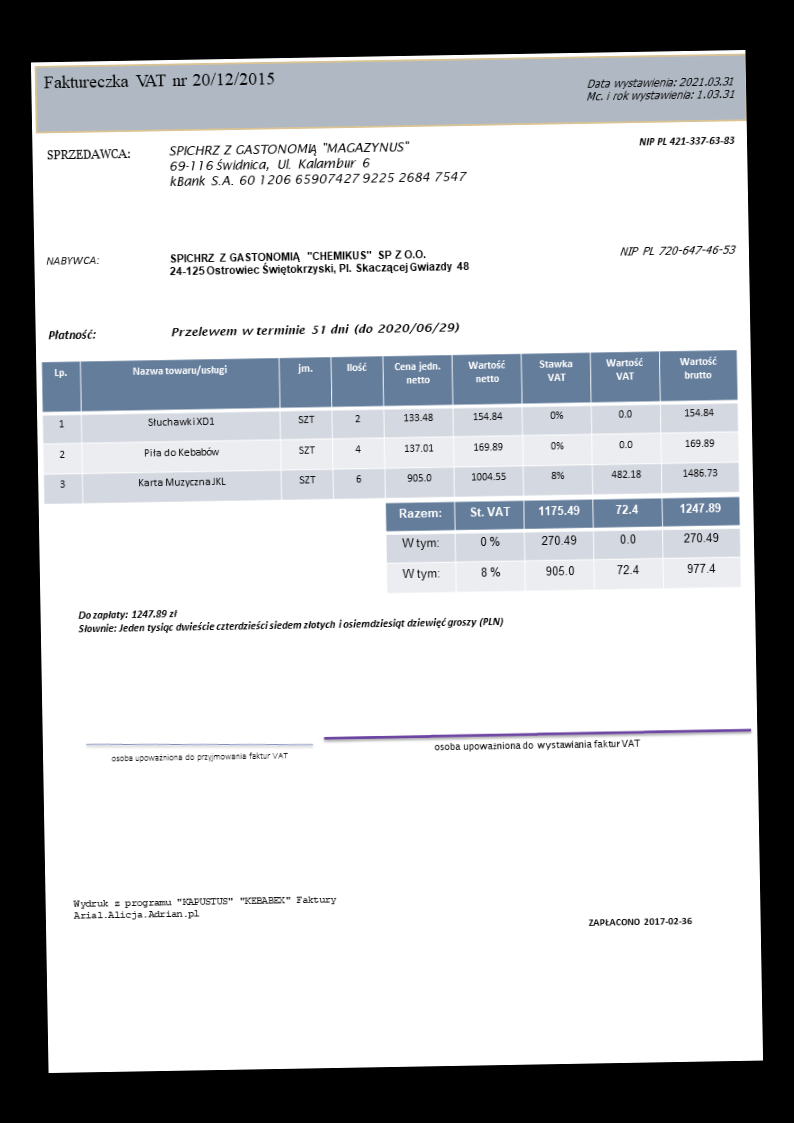 Faktureczka VAT nr 20/12/2015
Data wystawienia: 2021.03.31
Mc. i rok wystawienia: 1.03.31
SPRZEDAWCA:
SPICHRZ Z GASTONOMIĄ "MAGAZYNUS"
69-116 świdnica, Ul. Kalambur 6
kBank S.A. 60 1206 65907427 9225 2684 7547
NIP PL 421-337-63-83
NABYWCA:
SPICHRZ Z GASTONOMIĄ "CHEMIKUS" SP Z O.O.
24-125 Ostrowiec Świętokrzyski, Pl. Skaczącej Gwiazdy 48
NIP PL 720-647-46-53
Płatność: Przelewem w terminie 51 dni (do 2020/06/29)
Lp. Nazwa towaru/usługi jm. Ilość Cena jedn. netto Wartość netto Stawka VAT Wartość VAT Wartość brutto
1 Słuchawki XD1 SZT 2 133.48 154.84 0% 0.0 154.84
2 Piła do Kebabów SZT 4 137.01 169.89 0% 0.0 169.89
3 Karta Muzyczna JKL SZT 6 905.0 1004.55 8% 482.18 1486.73
Razem: St. VAT 1175.49 72.4 1247.89
W tym: 0 % 270.49 0.0 270.49
W tym: 8 % 905.0 72.4 977.4
Do zapłaty: 1247.89 zł
Słownie: Jeden tysiąc dwieście czterdzieści siedem złotych i osiemdziesiąt dziewięć groszy (PLN)
osoba upoważniona do przyjmowania faktur VAT
osoba upoważniona do wystawiania faktur VAT
Wydruk z programu "KAPUSTUS" "KEBABEX" Faktury
Arial.Alicja.Adrian.pl
ZAPŁACONO 2017-02-36